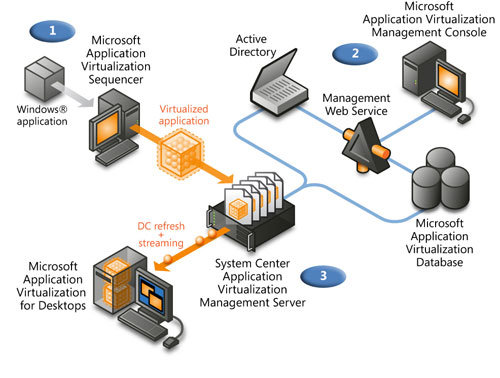 1
Microsoft
Application
Virtualization
Sequencer
Windows®
application
Virtualized
application
Active
Directory
2
Microsoft
Application Virtualization
Management Console
Management
Web Service
Microsoft
Application
Virtualization
Database
DC refresh
+
streaming
System Center
Application
Virtualization
Management Server
3
Microsoft
Application
Virtualization
for Desktops